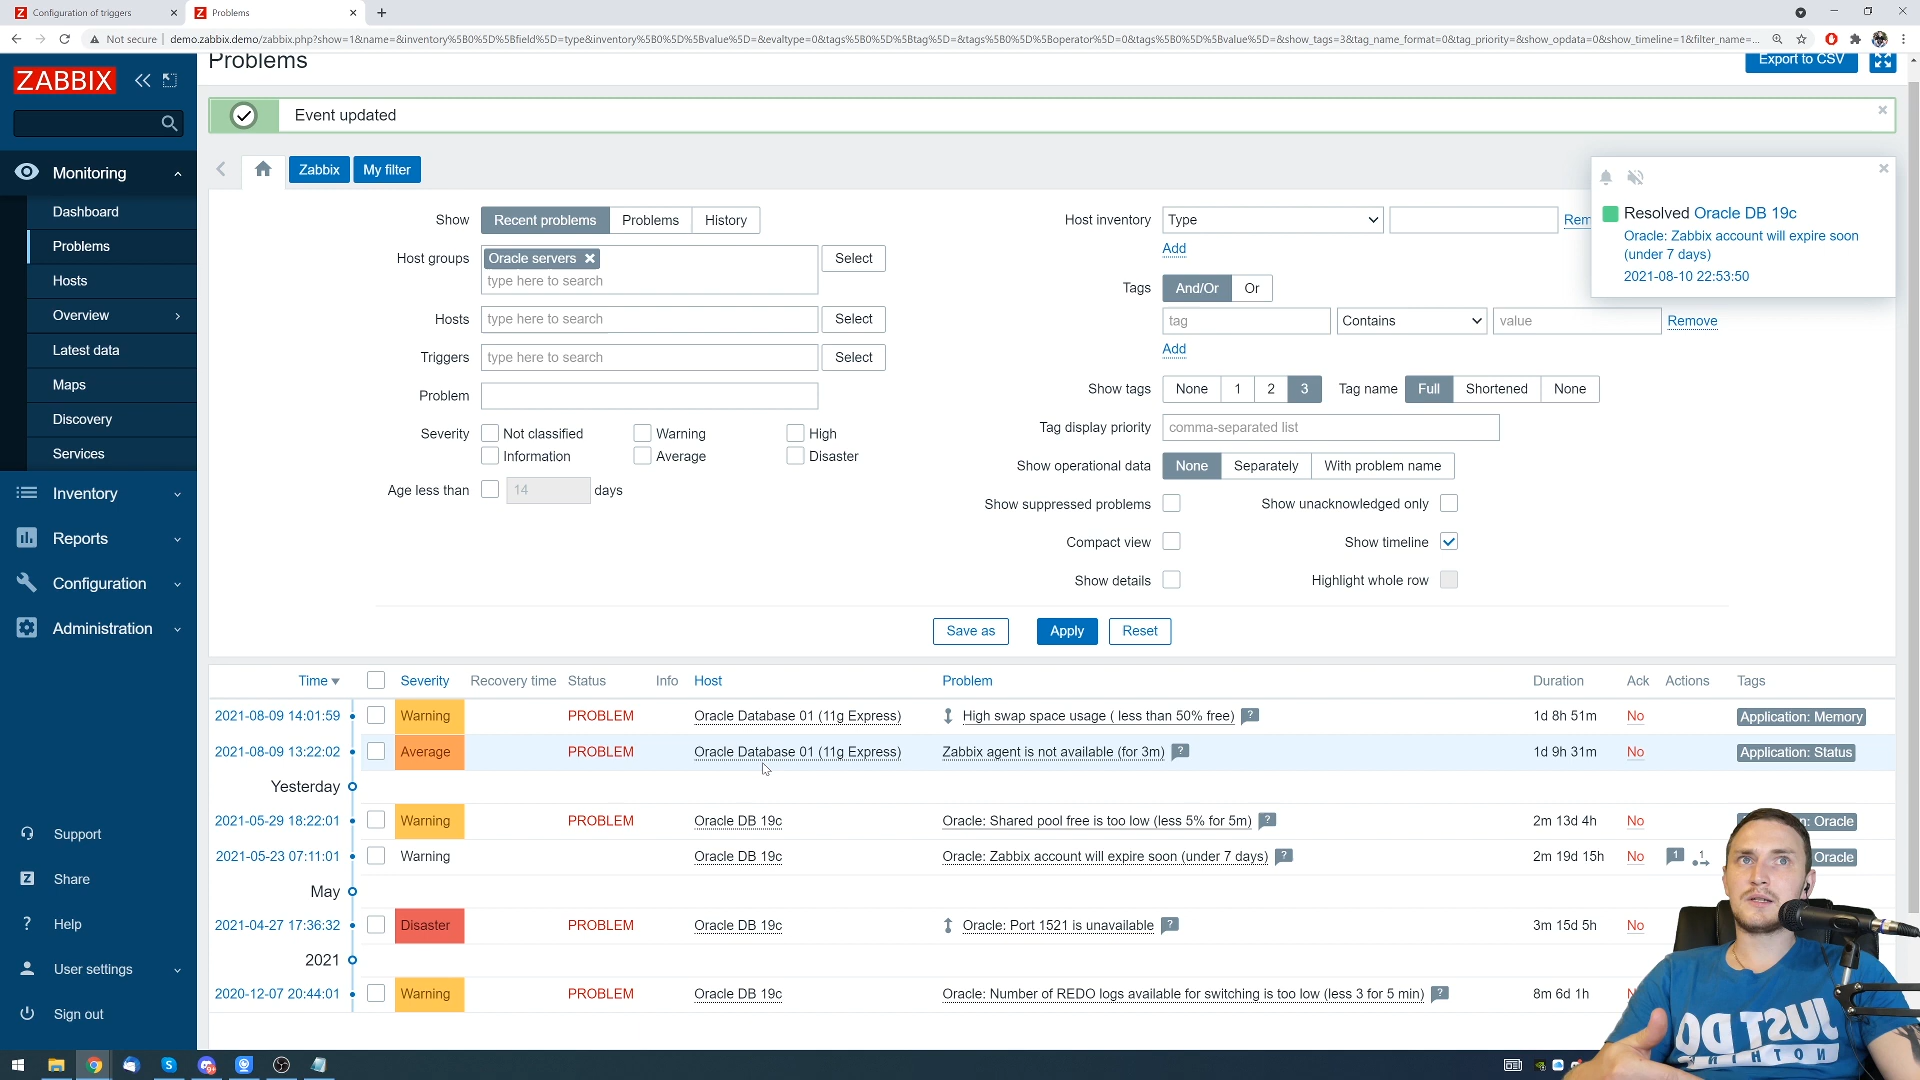 Configuration of triggers
Problems
Not secure
demo.zabbix.demo/zabbix.php?show=1&name=&inventory%5B0%5D%5Bfield%5D=type&inventory%5B0%5D%5Bvalue%5D=&evaltype=0&tags%5B0%5D%5Btag%5D=&tags%5B0%5D%5Boperator%5D=0&tags%5B0%5D%5Bvalue%5D=&show_tags=3&tag_name_format=0&tag_priority=&show_opdata=0&show_timeline=1&filter_name=...
ZABBIX
Problems
Export to CSV
Event updated
Monitoring
Dashboard
Problems
Hosts
Overview
Latest data
Maps
Discovery
Services
Inventory
Reports
Configuration
Administration
Support
Share
Help
User settings
Sign out
Zabbix My filter
Show Recent problems Problems History
Host groups Oracle servers Select
type here to search
Hosts type here to search Select
Triggers type here to search Select
Problem
Severity Not classified Warning High
Information Average Disaster
Age less than 14 days
Host inventory Type
Add
Tags And/Or Or
tag Contains value Remove
Add
Show tags None 1 2 3 Tag name Full Shortened None
Tag display priority comma-separated list
Show operational data None Separately With problem name
Show suppressed problems Show unacknowledged only
Compact view Show timeline
Show details Highlight whole row
Resolved Oracle DB 19c
Oracle: Zabbix account will expire soon
(under 7 days)
2021-08-10 22:53:50
Save as Apply Reset
Time Severity Recovery time Status Info Host Problem Duration Ack Actions Tags
2021-08-09 14:01:59 Warning PROBLEM Oracle Database 01 (11g Express) High swap space usage ( less than 50% free) ? 1d 8h 51m No Application: Memory
2021-08-09 13:22:02 Average PROBLEM Oracle Database 01 (11g Express) Zabbix agent is not available (for 3m) ? 1d 9h 31m No Application: Status
Yesterday
2021-05-29 18:22:01 Warning PROBLEM Oracle DB 19c Oracle: Shared pool free is too low (less 5% for 5m) ? 2m 13d 4h No Oracle
2021-05-23 07:11:01 Warning Oracle DB 19c Oracle: Zabbix account will expire soon (under 7 days) ? 2m 19d 15h No 1 1 Oracle
May
2021-04-27 17:36:32 Disaster PROBLEM Oracle DB 19c Oracle: Port 1521 is unavailable ? 3m 15d 5h No
2021
2020-12-07 20:44:01 Warning PROBLEM Oracle DB 19c Oracle: Number of REDO logs available for switching is too low (less 3 for 5 min) ? 8m 6d 1h